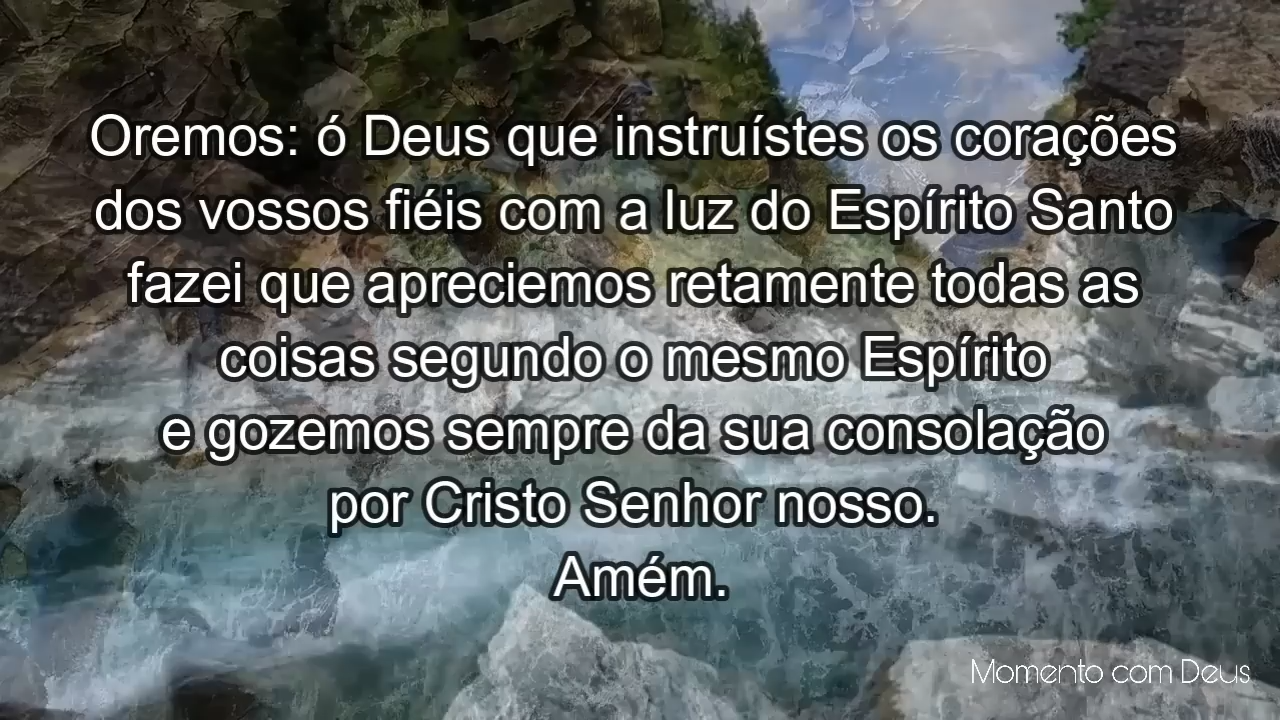 Oremos: ó Deus que instruístes os corações
dos vossos fiéis com a luz do Espírito Santo
fazei que apreciemos retamente todas as
coisas segundo o mesmo Espírito
e gozemos sempre da sua consolação
por Cristo Senhor nosso.
Amém.
Momento com Deus